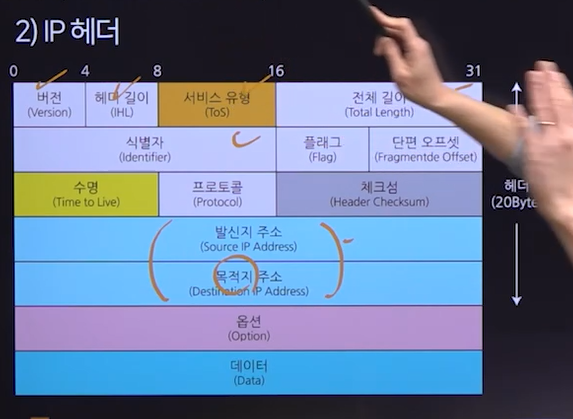 2) IP 헤더
0 4 8 16 31
버전 헤더 길이 서비스 유형 전체 길이
(Version) (IHL) (ToS) (Total Length)
식별자 플래그 단편 오프셋
(Identifier) (Flag) (Fragmentde Offset)
수명 프로토콜 체크섬
(Time to Live) (Protocol) (Header Checksum)
헤더
(20Byte
발신지 주소
(Source IP Address)
목적지 주소
(Destination IP Address)
옵션
(Option)
데이터
(Data)